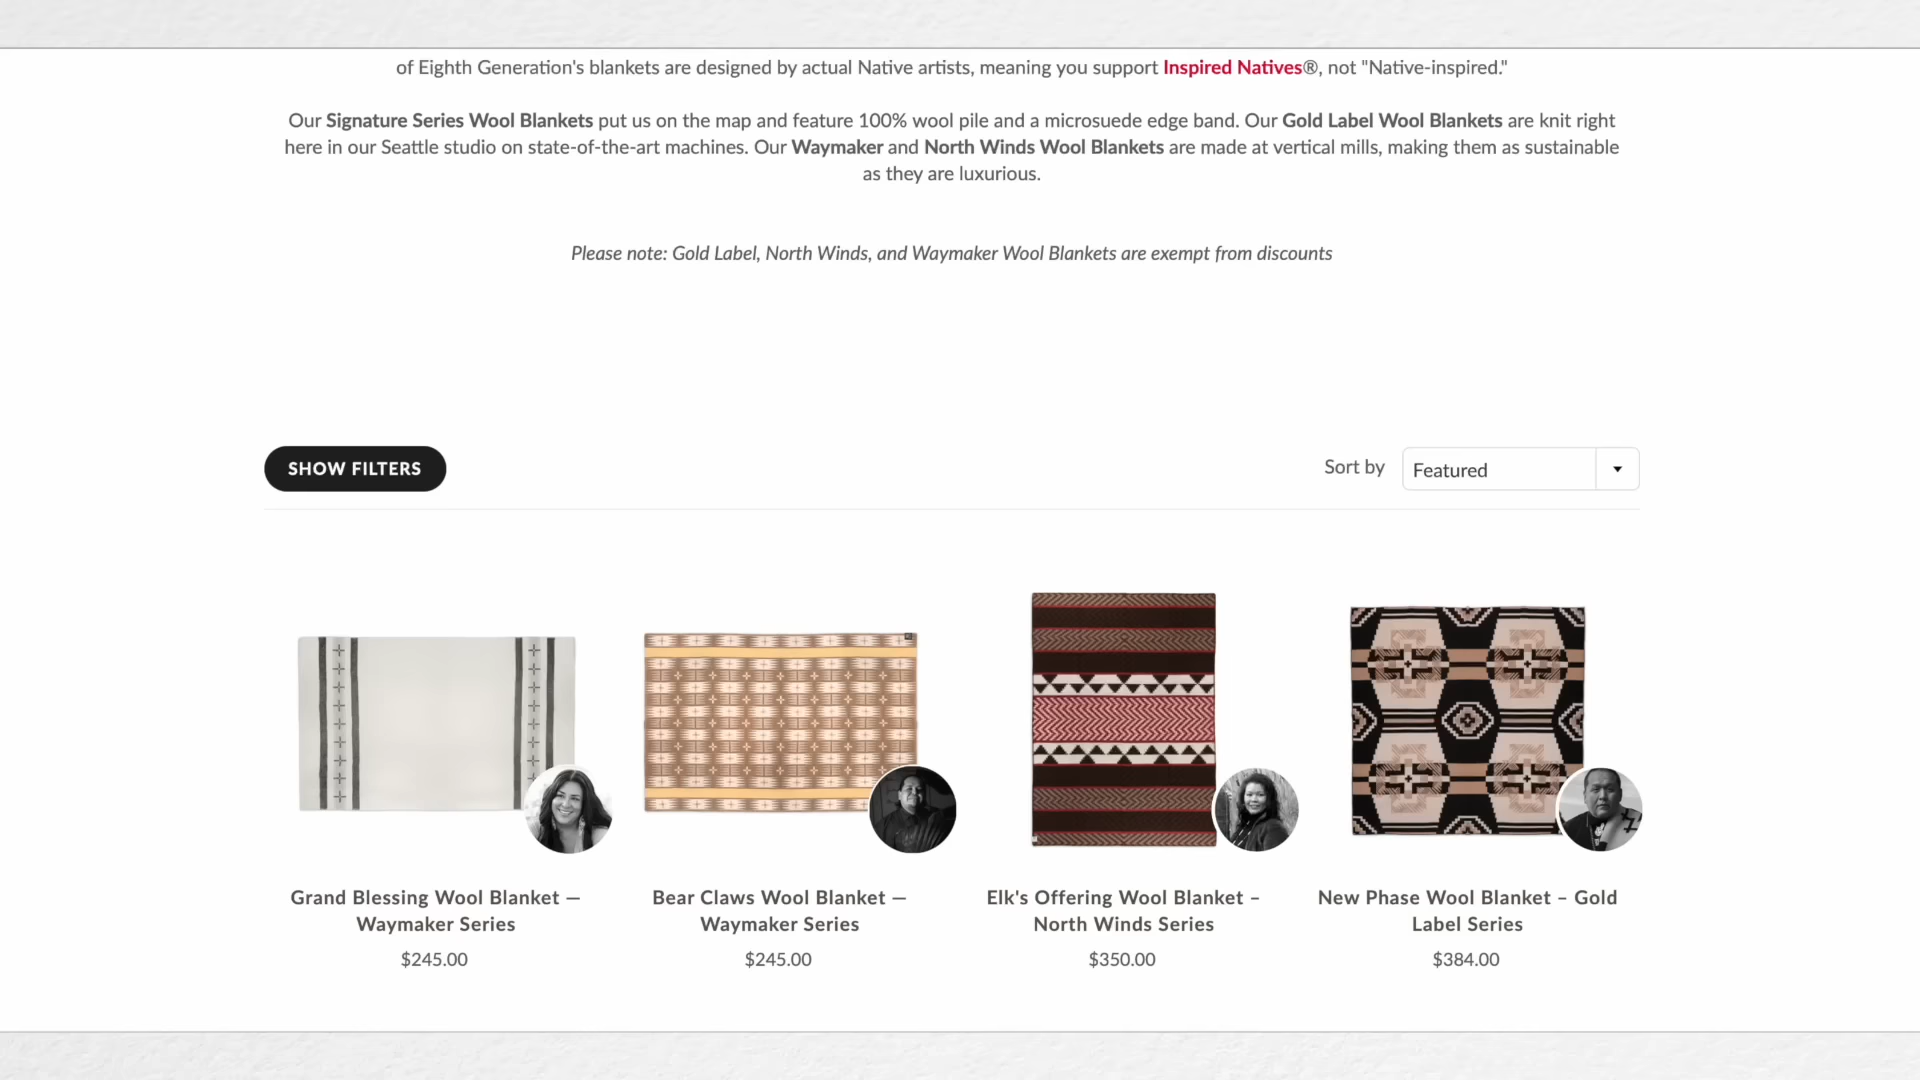 of Eighth Generation's blankets are designed by actual Native artists, meaning you support Inspired Natives®, not "Native-inspired."
Our Signature Series Wool Blankets put us on the map and feature 100% wool pile and a microsuede edge band. Our Gold Label Wool Blankets are knit right
here in our Seattle studio on state-of-the-art machines. Our Waymaker and North Winds Wool Blankets are made at vertical mills, making them as sustainable
as they are luxurious.
Please note: Gold Label, North Winds, and Waymaker Wool Blankets are exempt from discounts
SHOW FILTERS
Sort by
Featured
Grand Blessing Wool Blanket —
Waymaker Series
$245.00
Bear Claws Wool Blanket —
Waymaker Series
$245.00
Elk's Offering Wool Blanket –
North Winds Series
$350.00
New Phase Wool Blanket – Gold
Label Series
$384.00